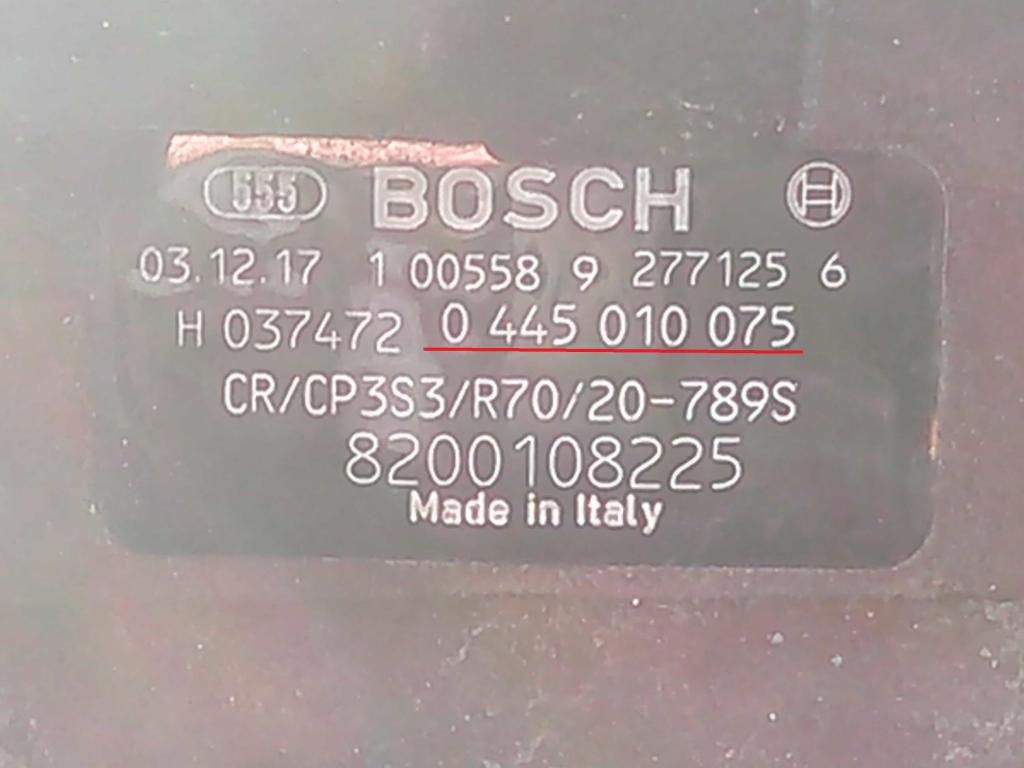 555 BOSCH
03.12.17 1 00558 9 277125 6
H 037472 0 445 010 075
CR/CP3S3/R70/20-789S
8200108225
Made in Italy